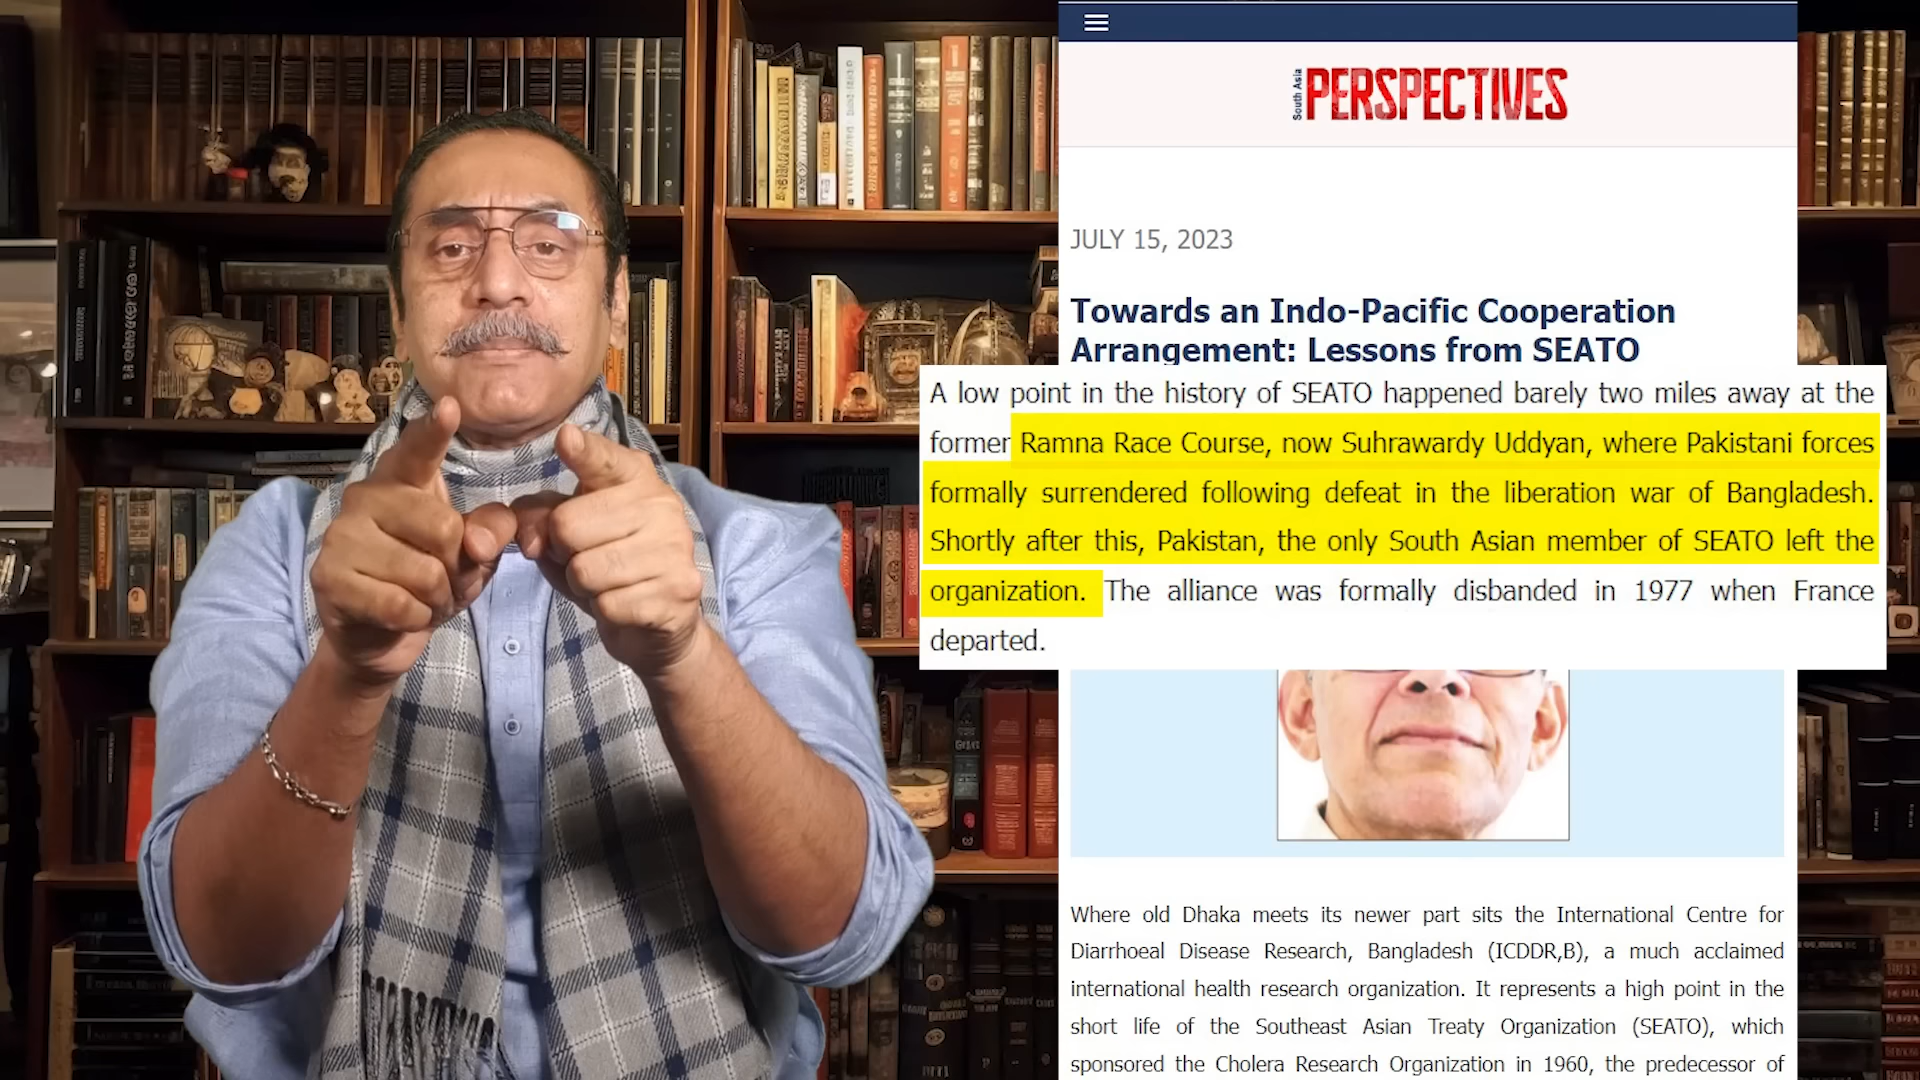 South Asia
PERSPECTIVES
JULY 15, 2023
Towards an Indo-Pacific Cooperation
Arrangement: Lessons from SEATO
A low point in the history of SEATO happened barely two miles away at the
former Ramna Race Course, now Suhrawardy Uddyan, where Pakistani forces
formally surrendered following defeat in the liberation war of Bangladesh.
Shortly after this, Pakistan, the only South Asian member of SEATO left the
organization. The alliance was formally disbanded in 1977 when France
departed.
Where old Dhaka meets its newer part sits the International Centre for
Diarrhoeal Disease Research, Bangladesh (ICDDR,B), a much acclaimed
international health research organization. It represents a high point in the
short life of the Southeast Asian Treaty Organization (SEATO), which
sponsored the Cholera Research Organization in 1960, the predecessor of